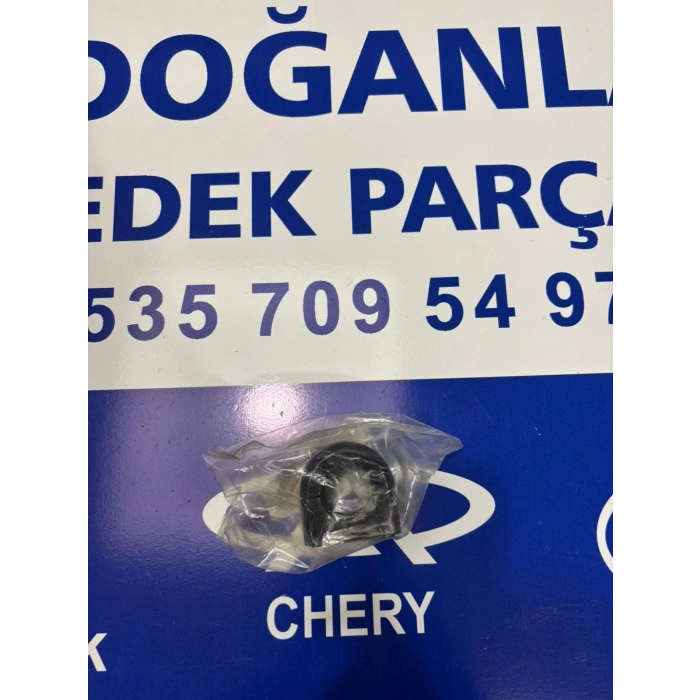 DOĞANLA
EDEK PARÇA
535 709 54 97
CHERY
K